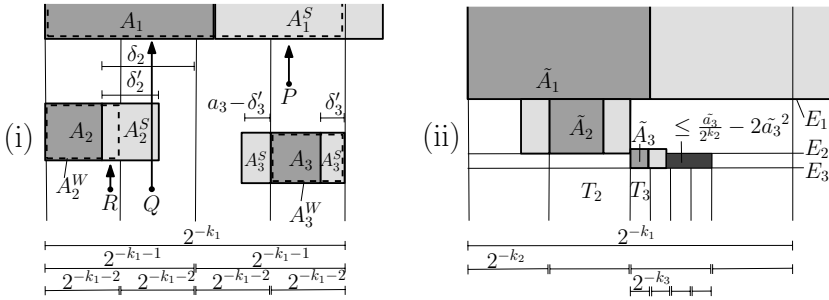 (i)
A_1
A_1^S
δ_2
δ'_2
P
a_3−δ'_3
δ'_3
A_2
A_2^S
A_3^S
A_3
A_3^S
A_2^W
R
Q
A_3^W
2^{-k_1}
2^{-k_1-1} 2^{-k_1-1}
2^{-k_1-2} 2^{-k_1-2} 2^{-k_1-2} 2^{-k_1-2}
(ii)
Ã_1
E_1
Ã_2
Ã_3
≤ \frac{ã_3}{2^{k_2}} − 2ã_3^2
E_2
E_3
T_2
T_3
2^{-k_1}
2^{-k_2}
2^{-k_3}